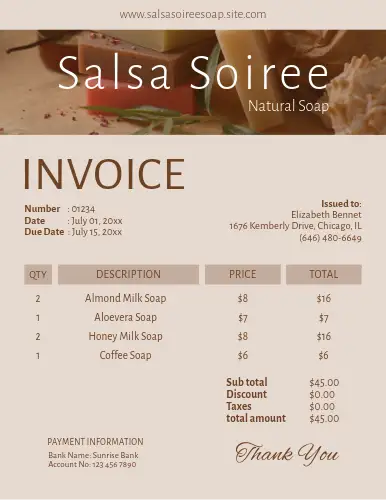 www.salsasoireesoap.site.com
Salsa Soiree
Natural Soap
INVOICE
Number : 01234
Date : July 01, 20xx
Due Date : July 15, 20xx
Issued to:
Elizabeth Bennet
1676 Kemberly Drive, Chicago, IL
(646) 480-6649
QTY DESCRIPTION PRICE TOTAL
2 Almond Milk Soap $8 $16
1 Aloevera Soap $7 $7
2 Honey Milk Soap $8 $16
1 Coffee Soap $6 $6
Sub total $45.00
Discount $0.00
Taxes $0.00
total amount $45.00
PAYMENT INFORMATION
Bank Name: Sunrise Bank
Account No: 123 456 7890
Thank You